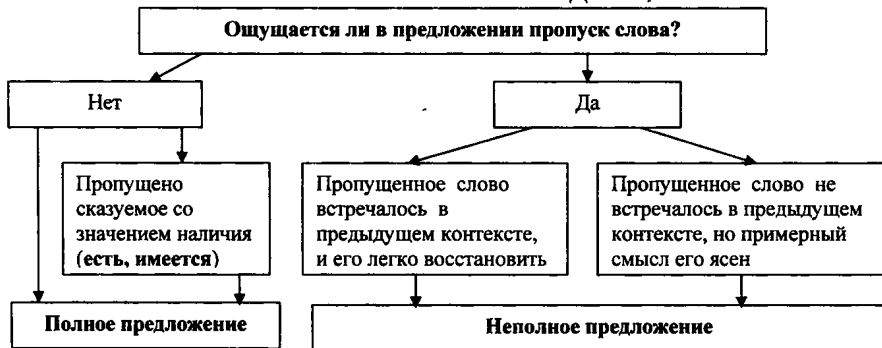 Ощущается ли в предложении пропуск слова?
Нет
Да
Пропущено
сказуемое со
значением наличия
(есть, имеется)
Пропущенное слово
встречалось в
предыдущем контексте,
и его легко восстановить
Пропущенное слово не
встречалось в предыдущем
контексте, но примерный
смысл его ясен
Полное предложение
Неполное предложение